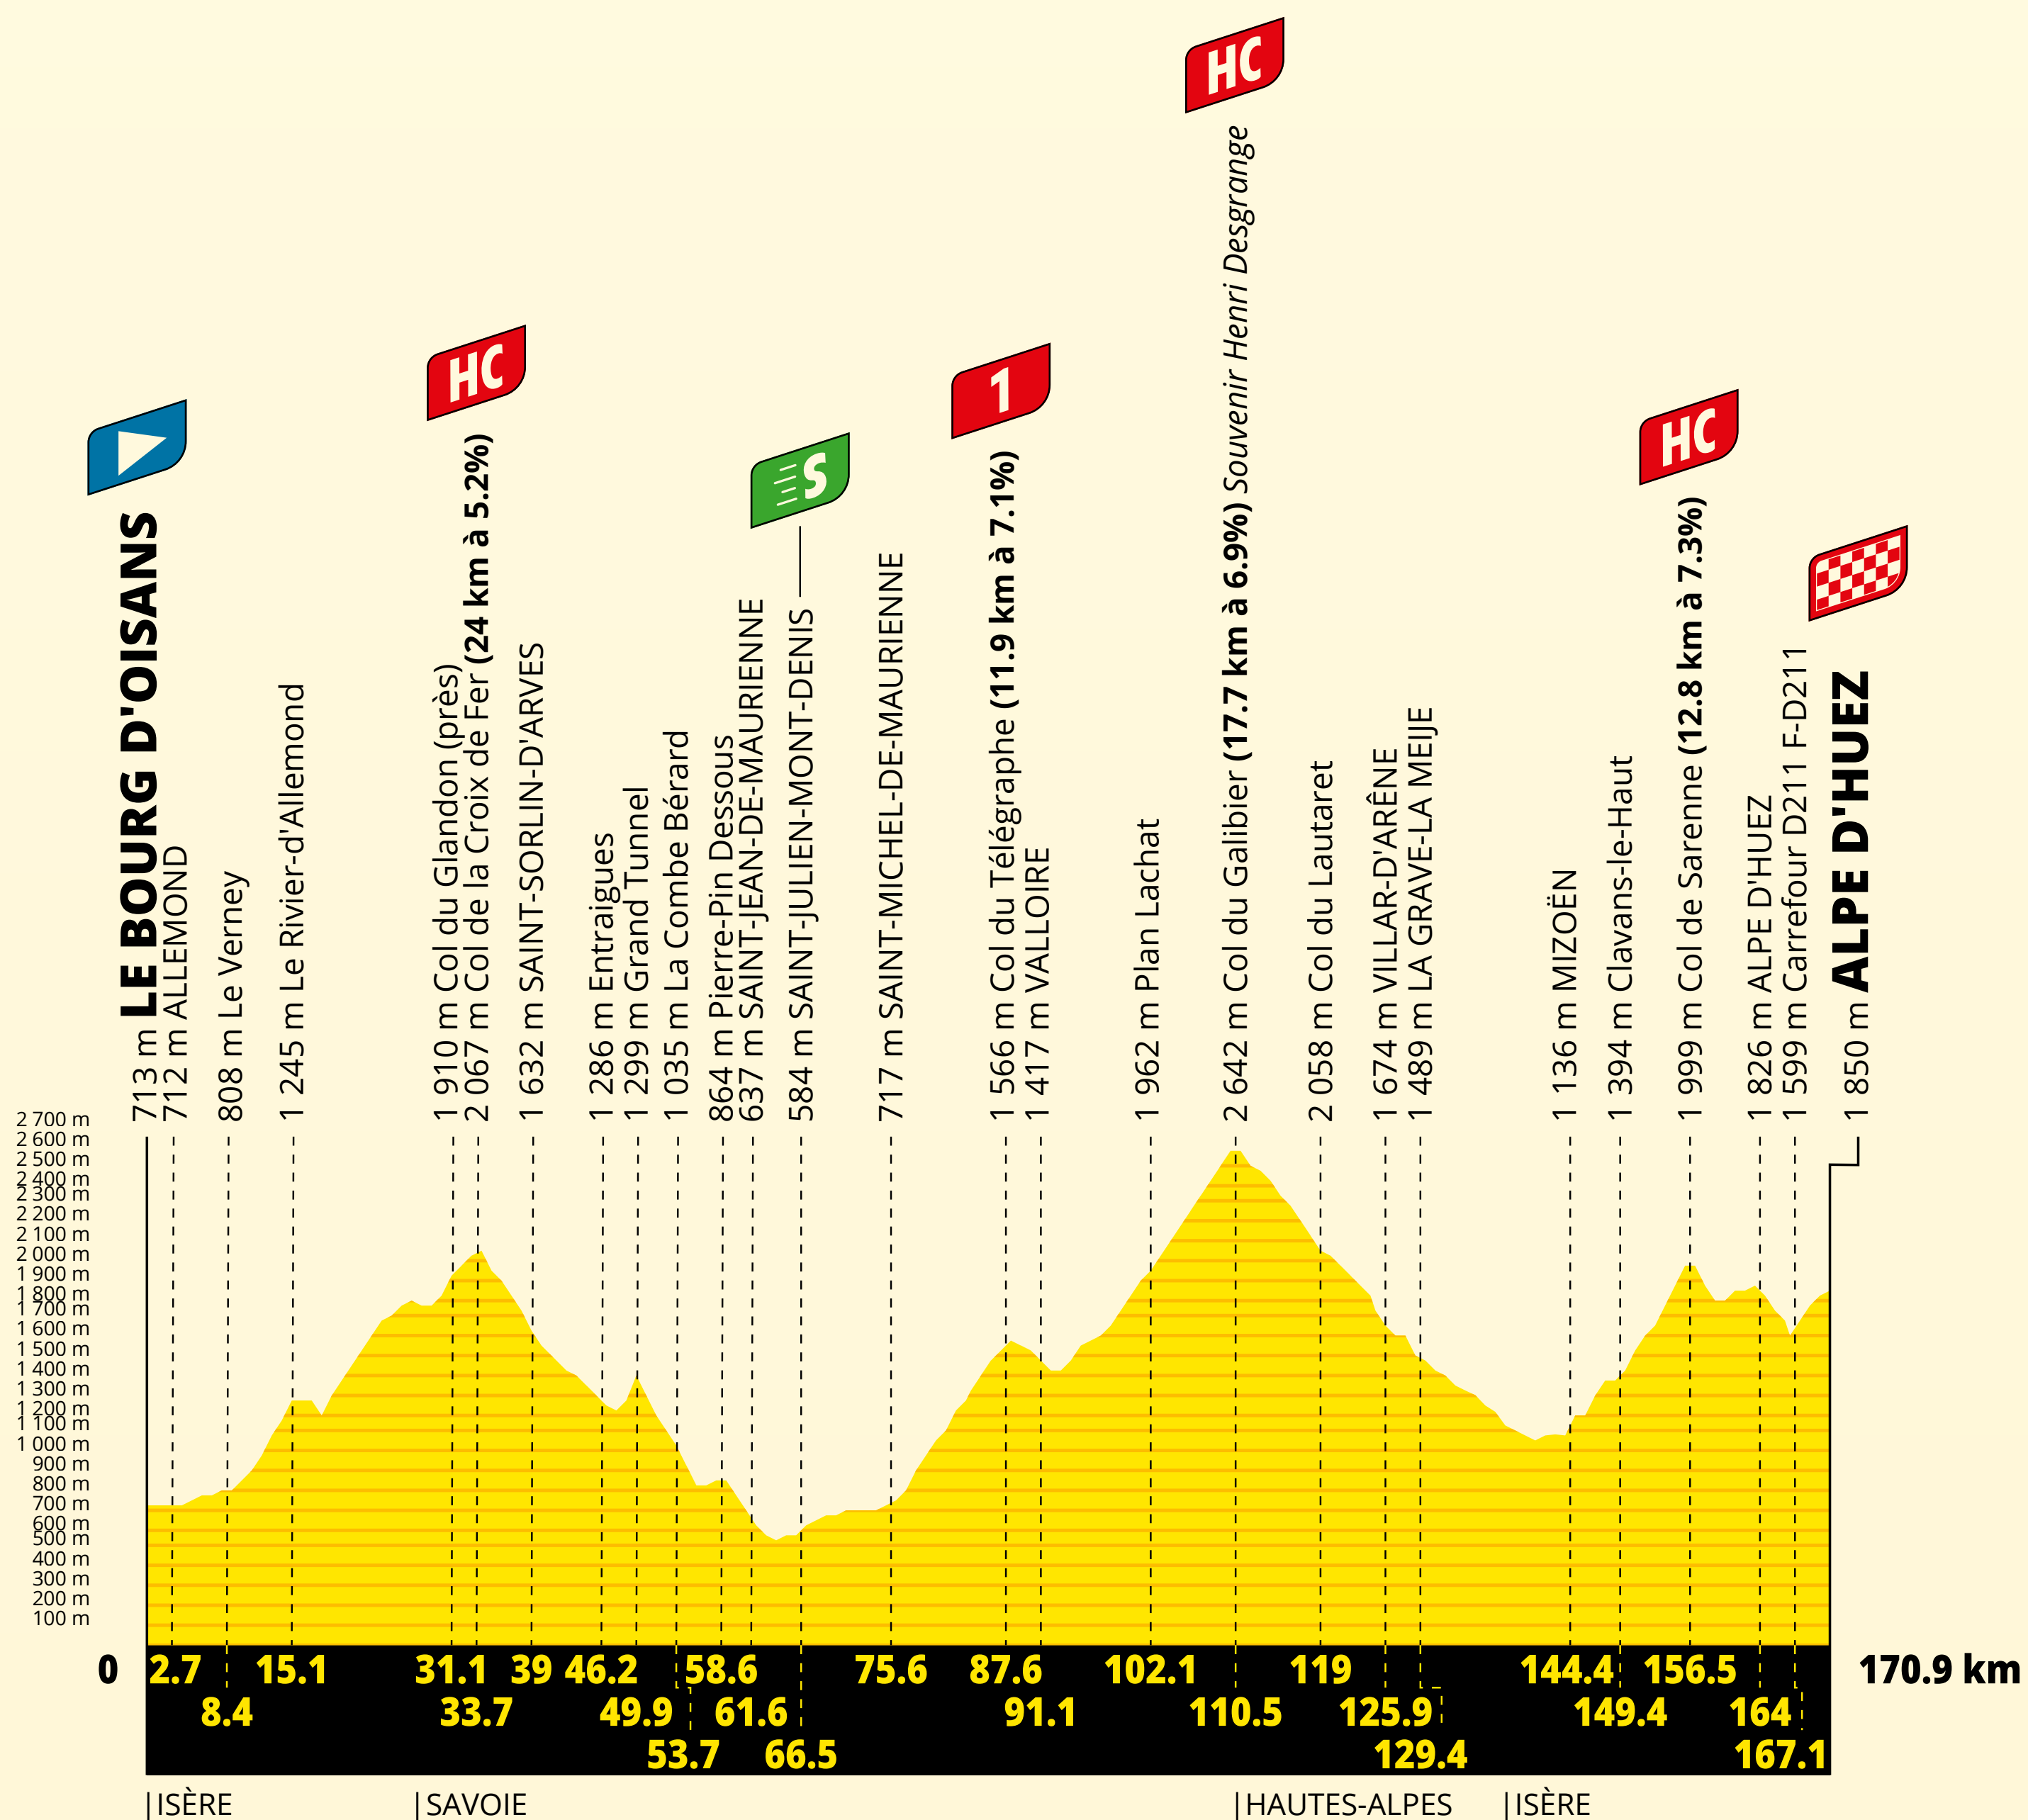 HC
HC
1
HC
S
713 m LE BOURG D'OISANS
712 m ALLEMOND
808 m Le Verney
1 245 m Le Rivier-d'Allemond
1 910 m Col du Glandon (près)
2 067 m Col de la Croix de Fer (24 km à 5.2%)
1 632 m SAINT-SORLIN-D'ARVES
1 286 m Entraigues
1 299 m Grand Tunnel
1 035 m La Combe Bérard
864 m Pierre-Pin Dessous
637 m SAINT-JEAN-DE-MAURIENNE
584 m SAINT-JULIEN-MONT-DENIS
717 m SAINT-MICHEL-DE-MAURIENNE
1 566 m Col du Télégraphe (11.9 km à 7.1%)
1 417 m VALLOIRE
1 962 m Plan Lachat
2 642 m Col du Galibier (17.7 km à 6.9%) Souvenir Henri Desgrange
2 058 m Col du Lautaret
1 674 m VILLAR-D'ARÊNE
1 489 m LA GRAVE-LA MEIJE
1 136 m MIZOËN
1 394 m Clavans-le-Haut
1 999 m Col de Sarenne (12.8 km à 7.3%)
1 826 m ALPE D'HUEZ
1 599 m Carrefour D211 F-D211
1 850 m ALPE D'HUEZ
2 700 m
2 600 m
2 500 m
2 400 m
2 300 m
2 200 m
2 100 m
2 000 m
1 900 m
1 800 m
1 700 m
1 600 m
1 500 m
1 400 m
1 300 m
1 200 m
1 100 m
1 000 m
900 m
800 m
700 m
600 m
500 m
400 m
300 m
200 m
100 m
0 2.7 15.1 31.1 39 46.2 58.6 75.6 87.6 102.1 119 144.4 156.5 170.9 km
8.4 33.7 49.9 61.6 91.1 110.5 125.9 149.4 164
53.7 66.5 129.4 167.1
|ISÈRE |SAVOIE |HAUTES-ALPES |ISÈRE